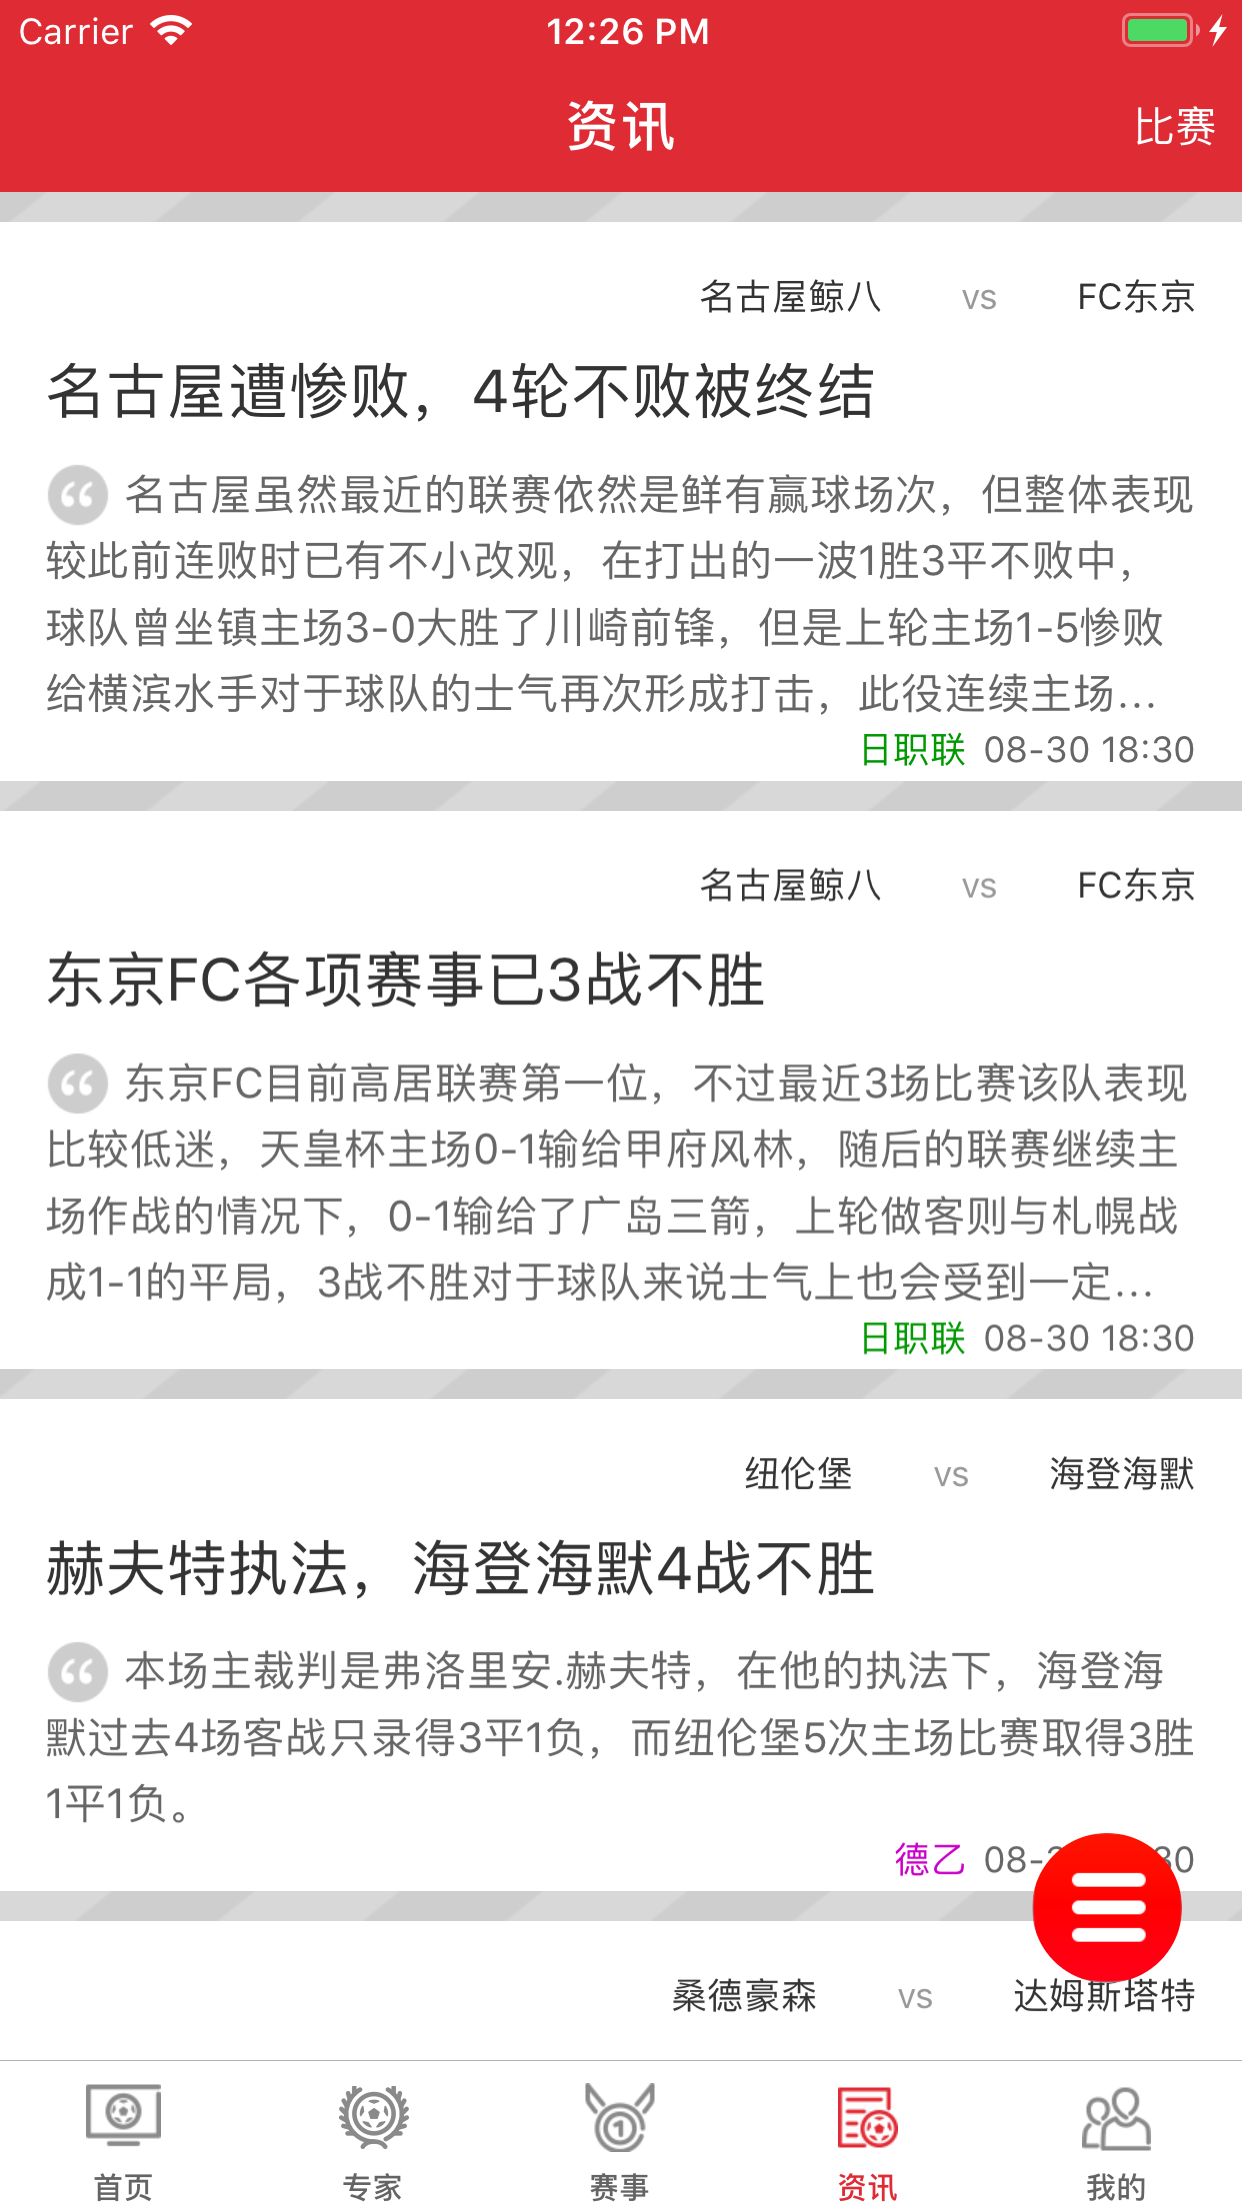 Carrier 12:26 PM
资讯 比赛
名古屋鲸八 vs FC东京
名古屋遭惨败，4轮不败被终结
名古屋虽然最近的联赛依然是鲜有赢球场次，但整体表现
较此前连败时已有不小改观，在打出的一波1胜3平不败中，
球队曾坐镇主场3-0大胜了川崎前锋，但是上轮主场1-5惨败
给横滨水手对于球队的士气再次形成打击，此役连续主场...
日职联 08-30 18:30
名古屋鲸八 vs FC东京
东京FC各项赛事已3战不胜
东京FC目前高居联赛第一位，不过最近3场比赛该队表现
比较低迷，天皇杯主场0-1输给甲府风林，随后的联赛继续主
场作战的情况下，0-1输给了广岛三箭，上轮做客则与札幌战
成1-1的平局，3战不胜对于球队来说士气上也会受到一定...
日职联 08-30 18:30
纽伦堡 vs 海登海默
赫夫特执法，海登海默4战不胜
本场主裁判是弗洛里安.赫夫特，在他的执法下，海登海
默过去4场客战只录得3平1负，而纽伦堡5次主场比赛取得3胜
1平1负。
德乙 08-
桑德豪森 vs 达姆斯塔特
首页 专家 赛事 资讯 我的